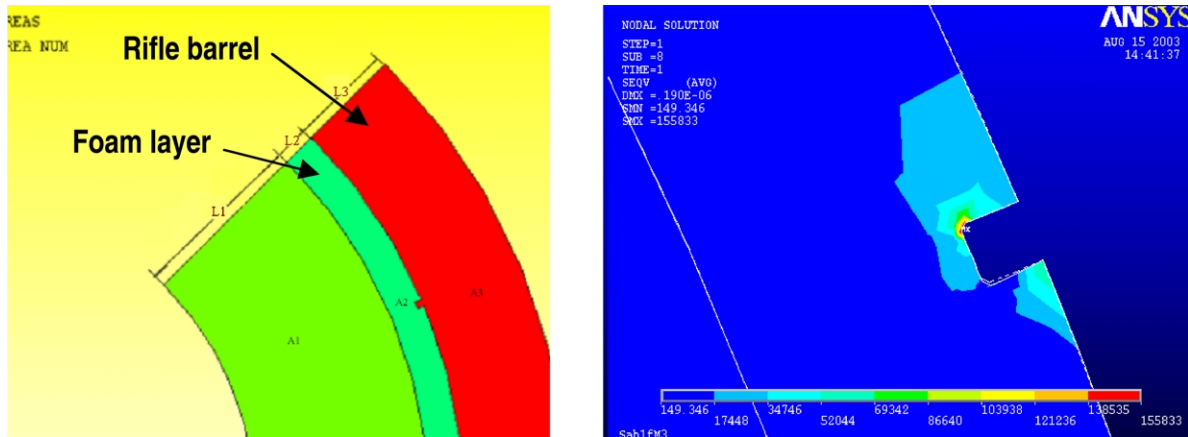 REAS
REA NUM
Rifle barrel
Foam layer
L3
L2
L1
A2
A3
A1
NODAL SOLUTION
STEP=1
SUB =8
TIME=1
SEQV (AVG)
DMX =.190E-06
SMN =149.346
SMX =155833
ANSYS
AUG 15 2003
14:41:37
MX
149.346 34746 69342 103938 138535
17448 52044 86640 121236 155833